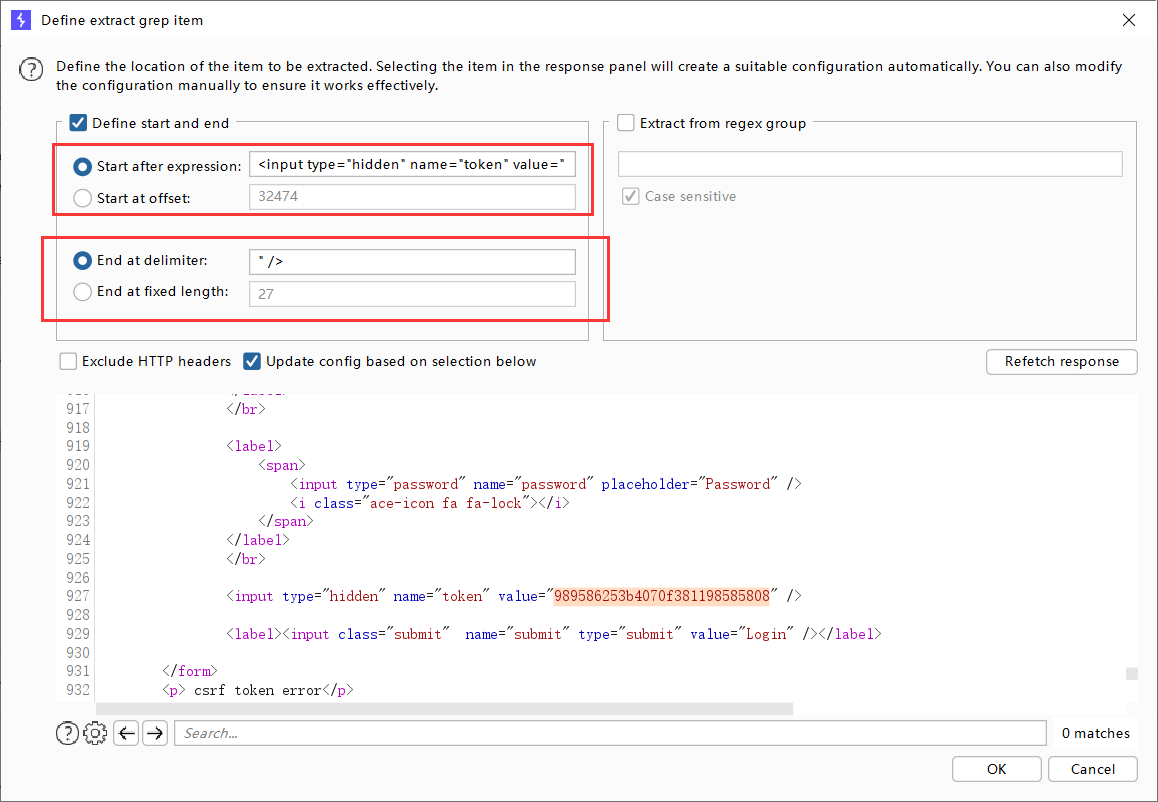 Define extract grep item
Define the location of the item to be extracted. Selecting the item in the response panel will create a suitable configuration automatically. You can also modify
the configuration manually to ensure it works effectively.
Define start and end
Start after expression: <input type="hidden" name="token" value="
Start at offset: 32474
End at delimiter: " />
End at fixed length: 27
Extract from regex group
Case sensitive
Exclude HTTP headers Update config based on selection below Refetch response
917 </br>
918
919 <label>
920 <span>
921 <input type="password" name="password" placeholder="Password" />
922 <i class="ace-icon fa fa-lock"></i>
923 </span>
924 </label>
925 </br>
926
927 <input type="hidden" name="token" value="989586253b4070f381198585808" />
928
929 <label><input class="submit"  name="submit" type="submit" value="Login" /></label>
930
931 </form>
932 <p> csrf token error</p>
Search... 0 matches
OK Cancel